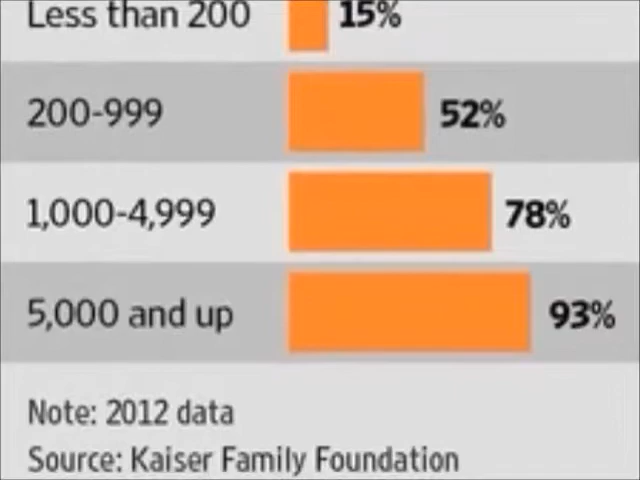 Less than 200 15%
200-999 52%
1,000-4,999 78%
5,000 and up 93%
Note: 2012 data
Source: Kaiser Family Foundation